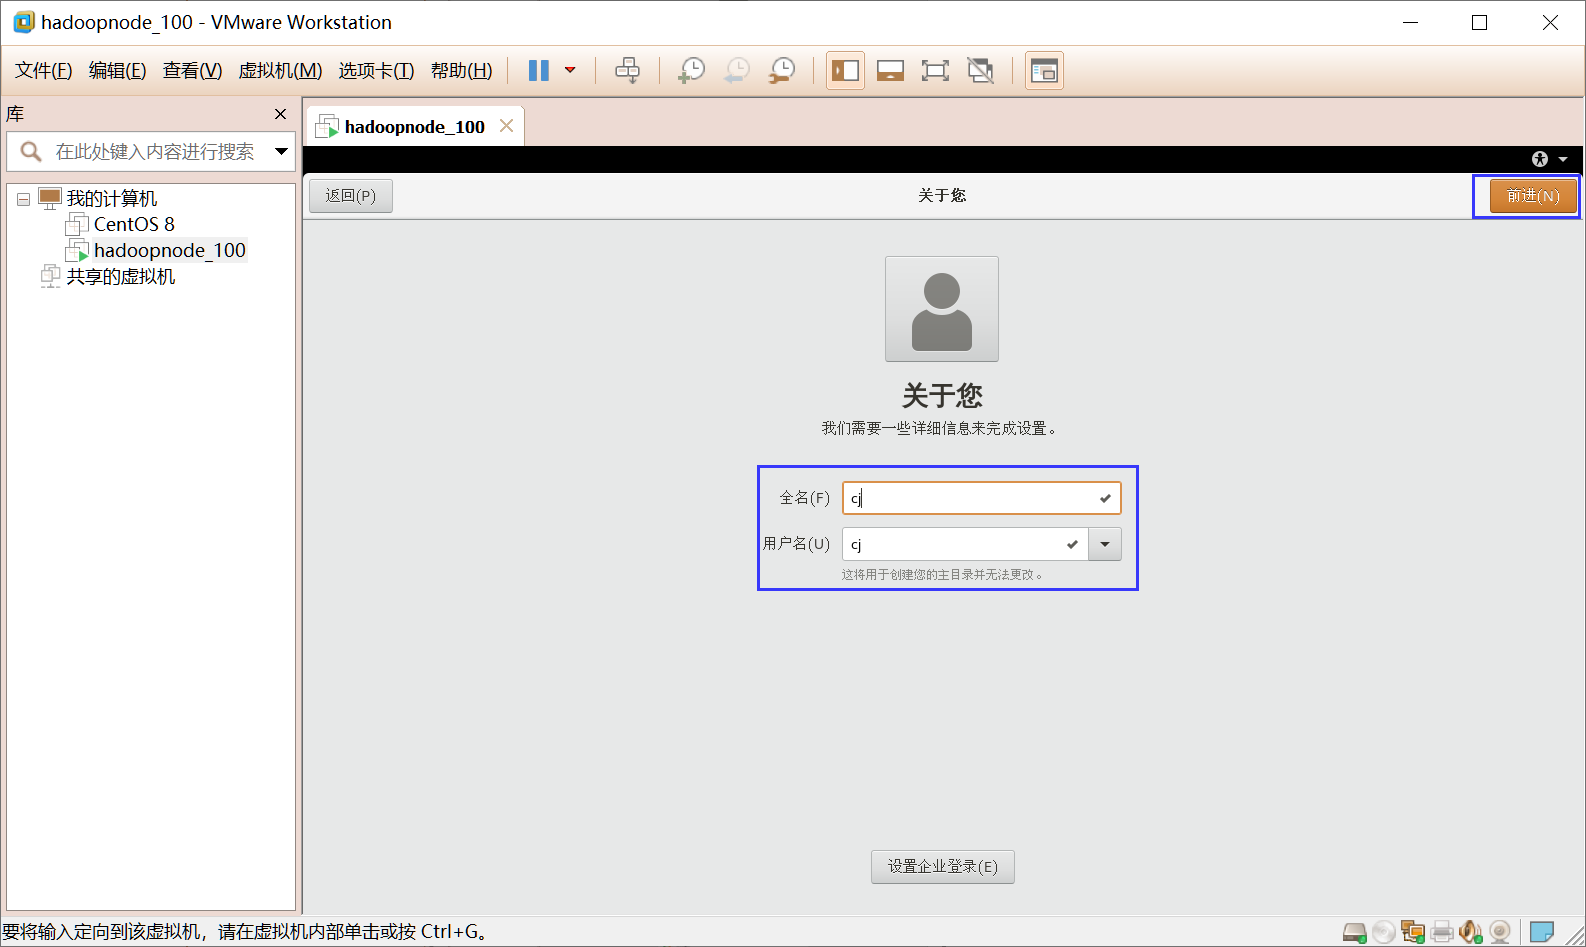 hadoopnode_100 - VMware Workstation
文件(F) 编辑(E) 查看(V) 虚拟机(M) 选项卡(T) 帮助(H)
库
在此处键入内容进行搜索
我的计算机
CentOS 8
hadoopnode_100
共享的虚拟机
hadoopnode_100
返回(P) 关于您 前进(N)
关于您
我们需要一些详细信息来完成设置。
全名(F) cj
用户名(U) cj
这将用于创建您的主目录并无法更改。
设置企业登录(E)
要将输入定向到该虚拟机，请在虚拟机内部单击或按 Ctrl+G。